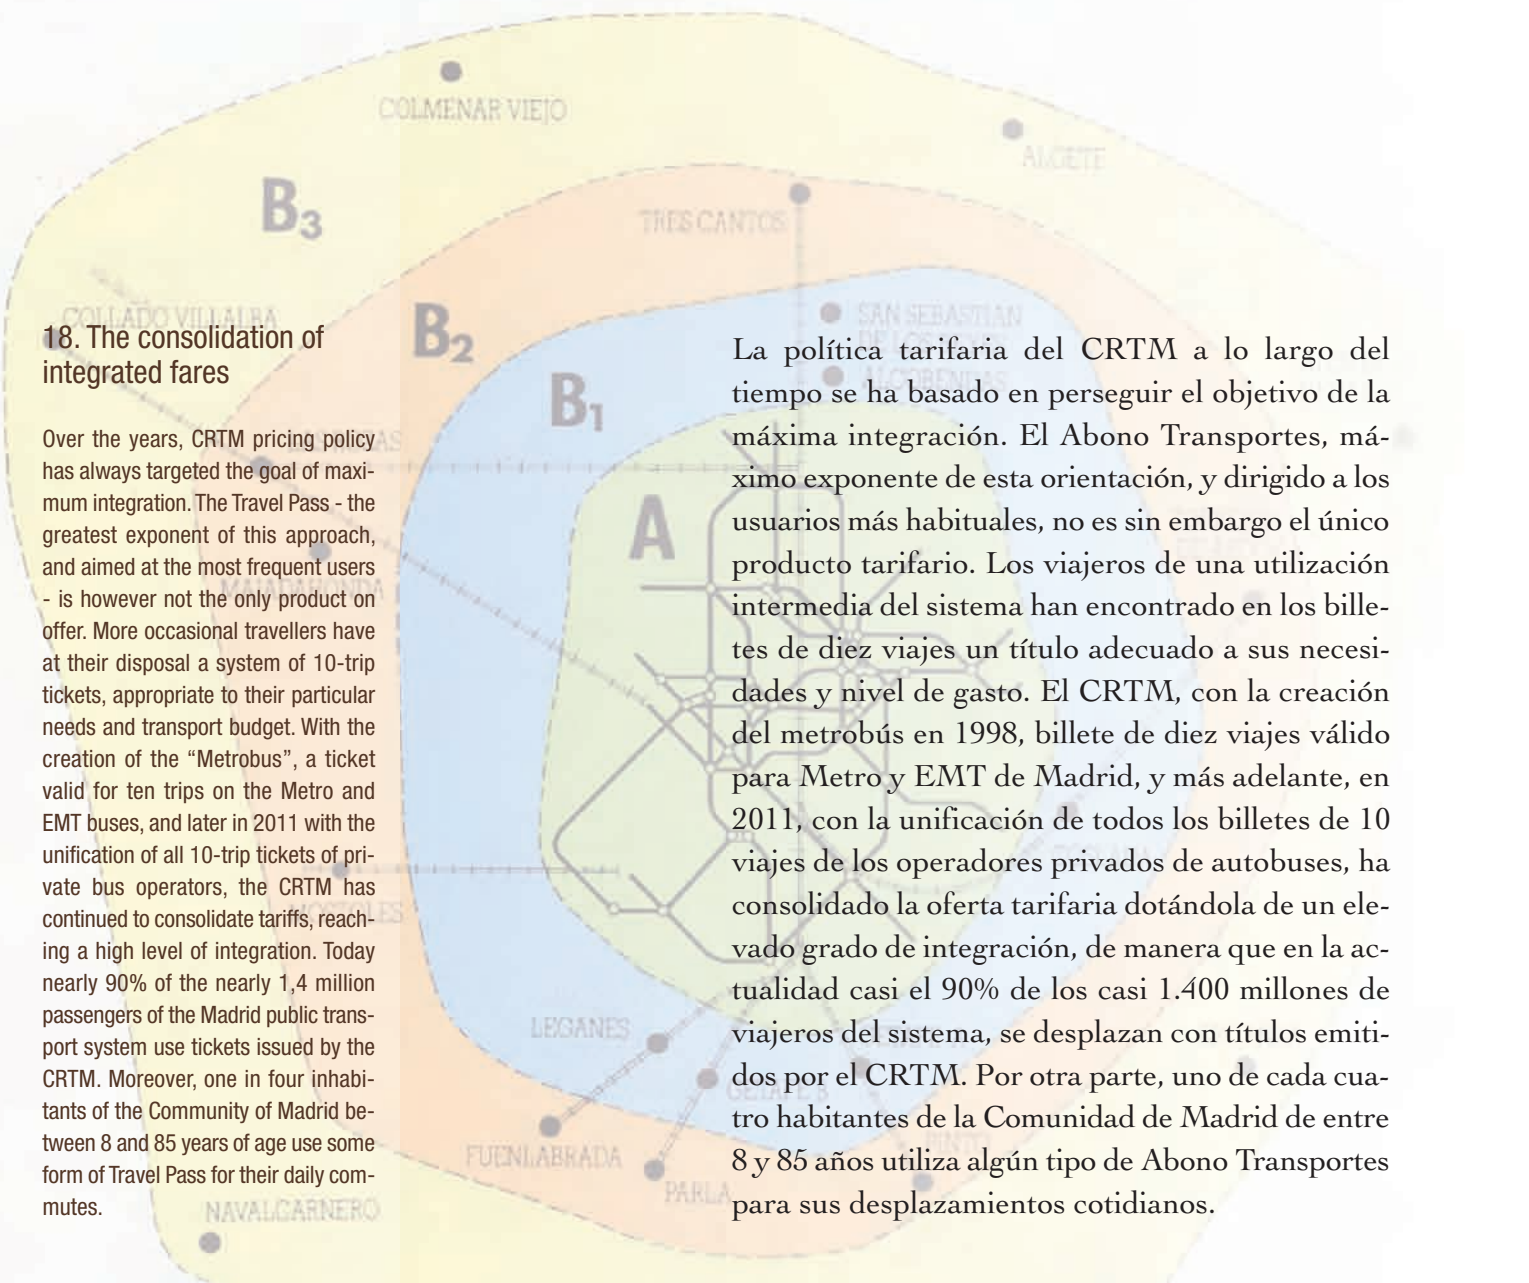 COLMENAR VIEJO
ALGETE
B3
TRES CANTOS
COLLADO VILLALBA
B2
SAN SEBASTIAN
DE LOS REYES
ALCOBENDAS
B1
A
LAS ROZAS
MAJADAHONDA
MOSTOLES
LEGANES
GETAFE
FUENLABRADA
PARLA
PINTO
NAVALCARNERO
18. The consolidation of
integrated fares
Over the years, CRTM pricing policy
has always targeted the goal of maxi-
mum integration. The Travel Pass - the
greatest exponent of this approach,
and aimed at the most frequent users
- is however not the only product on
offer. More occasional travellers have
at their disposal a system of 10-trip
tickets, appropriate to their particular
needs and transport budget. With the
creation of the “Metrobus”, a ticket
valid for ten trips on the Metro and
EMT buses, and later in 2011 with the
unification of all 10-trip tickets of pri-
vate bus operators, the CRTM has
continued to consolidate tariffs, reach-
ing a high level of integration. Today
nearly 90% of the nearly 1,4 million
passengers of the Madrid public trans-
port system use tickets issued by the
CRTM. Moreover, one in four inhabi-
tants of the Community of Madrid be-
tween 8 and 85 years of age use some
form of Travel Pass for their daily com-
mutes.
La política tarifaria del CRTM a lo largo del
tiempo se ha basado en perseguir el objetivo de la
máxima integración. El Abono Transportes, má-
ximo exponente de esta orientación, y dirigido a los
usuarios más habituales, no es sin embargo el único
producto tarifario. Los viajeros de una utilización
intermedia del sistema han encontrado en los bille-
tes de diez viajes un título adecuado a sus necesi-
dades y nivel de gasto. El CRTM, con la creación
del metrobús en 1998, billete de diez viajes válido
para Metro y EMT de Madrid, y más adelante, en
2011, con la unificación de todos los billetes de 10
viajes de los operadores privados de autobuses, ha
consolidado la oferta tarifaria dotándola de un ele-
vado grado de integración, de manera que en la ac-
tualidad casi el 90% de los casi 1.400 millones de
viajeros del sistema, se desplazan con títulos emiti-
dos por el CRTM. Por otra parte, uno de cada cua-
tro habitantes de la Comunidad de Madrid de entre
8 y 85 años utiliza algún tipo de Abono Transportes
para sus desplazamientos cotidianos.